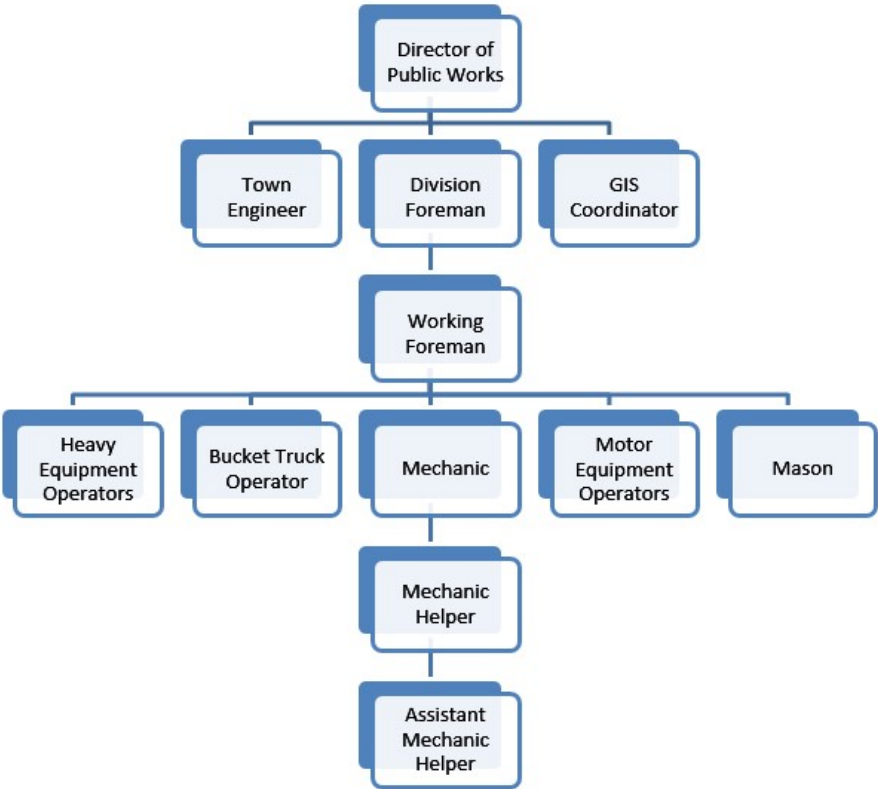 Director of
Public Works
Town
Engineer
Division
Foreman
GIS
Coordinator
Working
Foreman
Heavy
Equipment
Operators
Bucket Truck
Operator
Mechanic
Motor
Equipment
Operators
Mason
Mechanic
Helper
Assistant
Mechanic
Helper